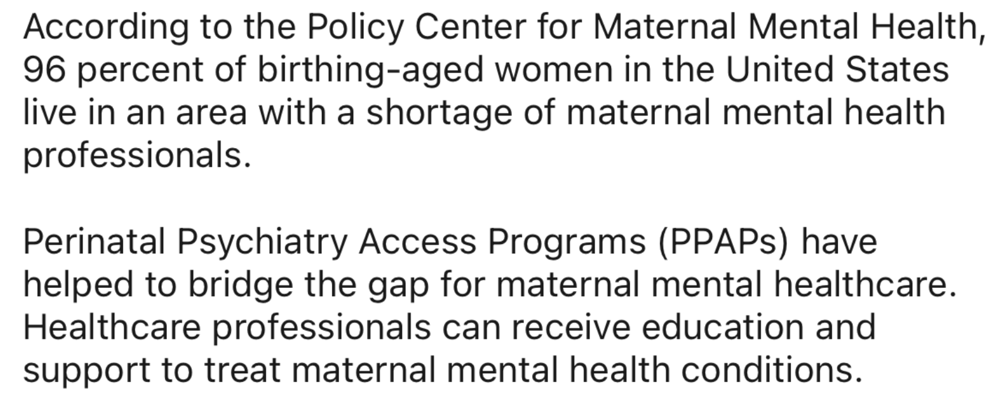 According to the Policy Center for Maternal Mental Health,
96 percent of birthing-aged women in the United States
live in an area with a shortage of maternal mental health
professionals.
Perinatal Psychiatry Access Programs (PPAPs) have
helped to bridge the gap for maternal mental healthcare.
Healthcare professionals can receive education and
support to treat maternal mental health conditions.